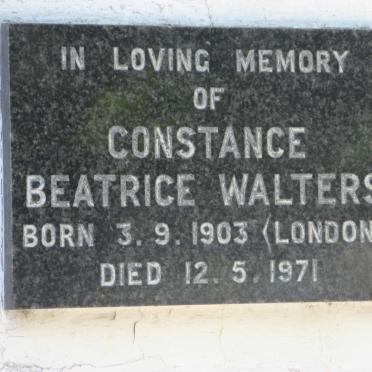 IN LOVING MEMORY
OF
CONSTANCE
BEATRICE WALTERS
BORN 3.9.1903 (LONDON
DIED 12.5.1971